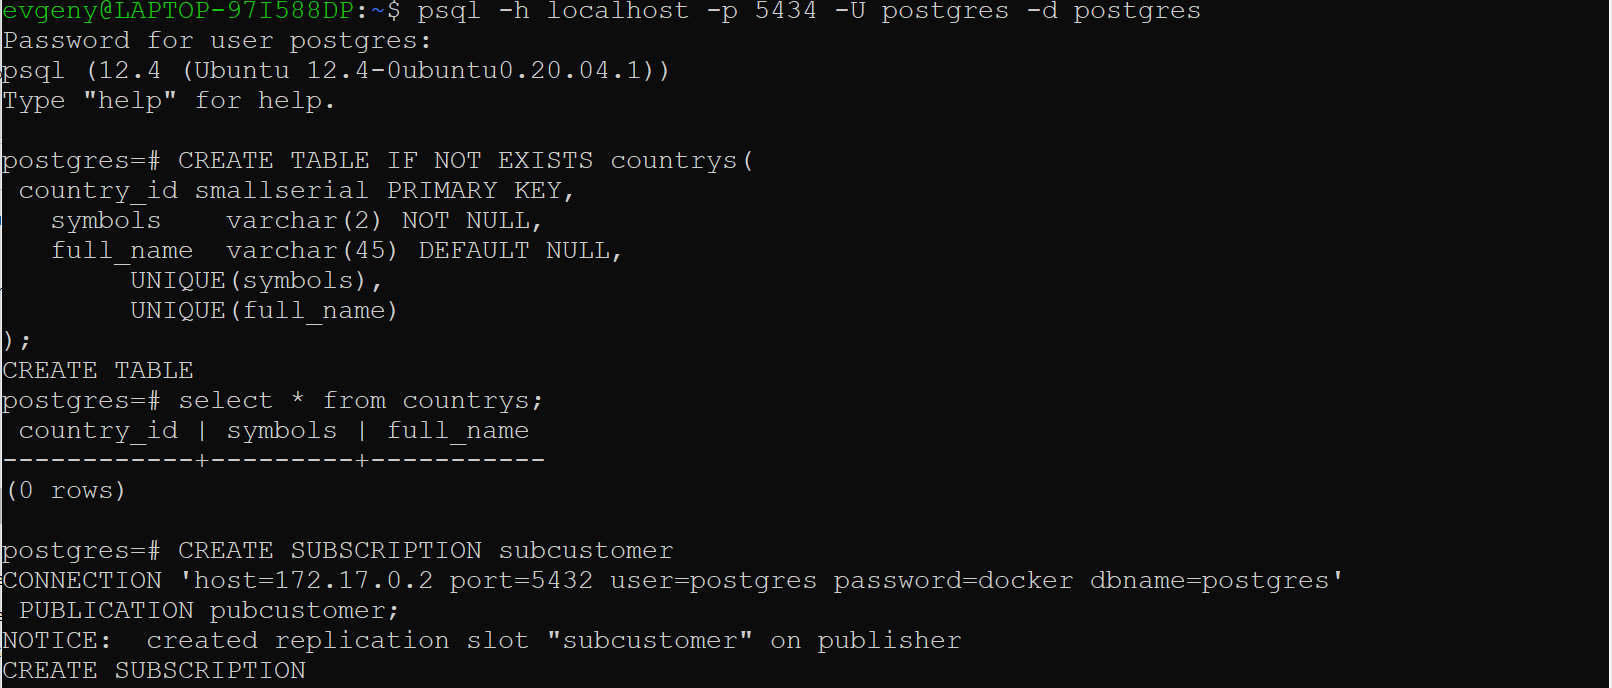 evgeny@LAPTOP-97I588DP:~$ psql -h localhost -p 5434 -U postgres -d postgres
Password for user postgres:
psql (12.4 (Ubuntu 12.4-0ubuntu0.20.04.1))
Type "help" for help.

postgres=# CREATE TABLE IF NOT EXISTS countrys(
 country_id smallserial PRIMARY KEY,
   symbols    varchar(2) NOT NULL,
   full_name  varchar(45) DEFAULT NULL,
        UNIQUE(symbols),
        UNIQUE(full_name)
);
CREATE TABLE
postgres=# select * from countrys;
 country_id | symbols | full_name
------------+---------+-----------
(0 rows)

postgres=# CREATE SUBSCRIPTION subcustomer
CONNECTION 'host=172.17.0.2 port=5432 user=postgres password=docker dbname=postgres'
 PUBLICATION pubcustomer;
NOTICE:  created replication slot "subcustomer" on publisher
CREATE SUBSCRIPTION